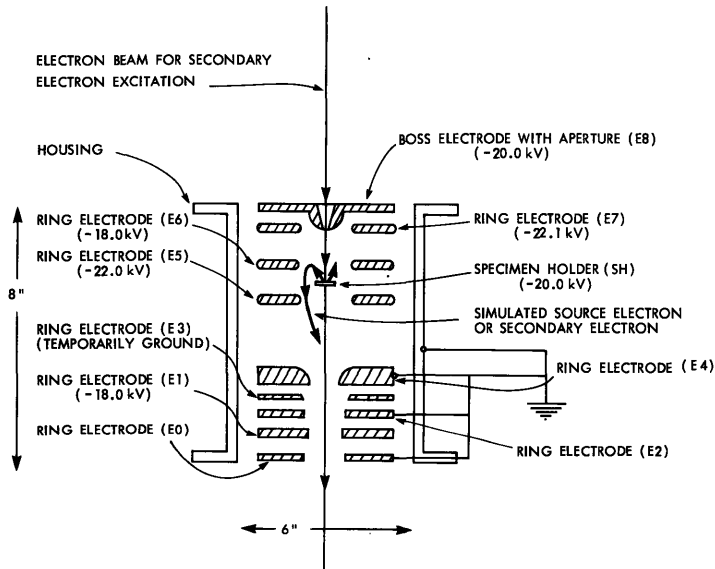 ELECTRON BEAM FOR SECONDARY
ELECTRON EXCITATION
BOSS ELECTRODE WITH APERTURE (E8)
(-20.0 kV)
HOUSING
RING ELECTRODE (E6)
(-18.0kV)
RING ELECTRODE (E7)
(-22.1 kV)
RING ELECTRODE (E5)
(-22.0 kV)
SPECIMEN HOLDER (SH)
(-20.0 kV)
8"
SIMULATED SOURCE ELECTRON
OR SECONDARY ELECTRON
RING ELECTRODE (E3)
(TEMPORARILY GROUND)
RING ELECTRODE (E4)
RING ELECTRODE (E1)
(-18.0 kV)
RING ELECTRODE (E0)
RING ELECTRODE (E2)
6"